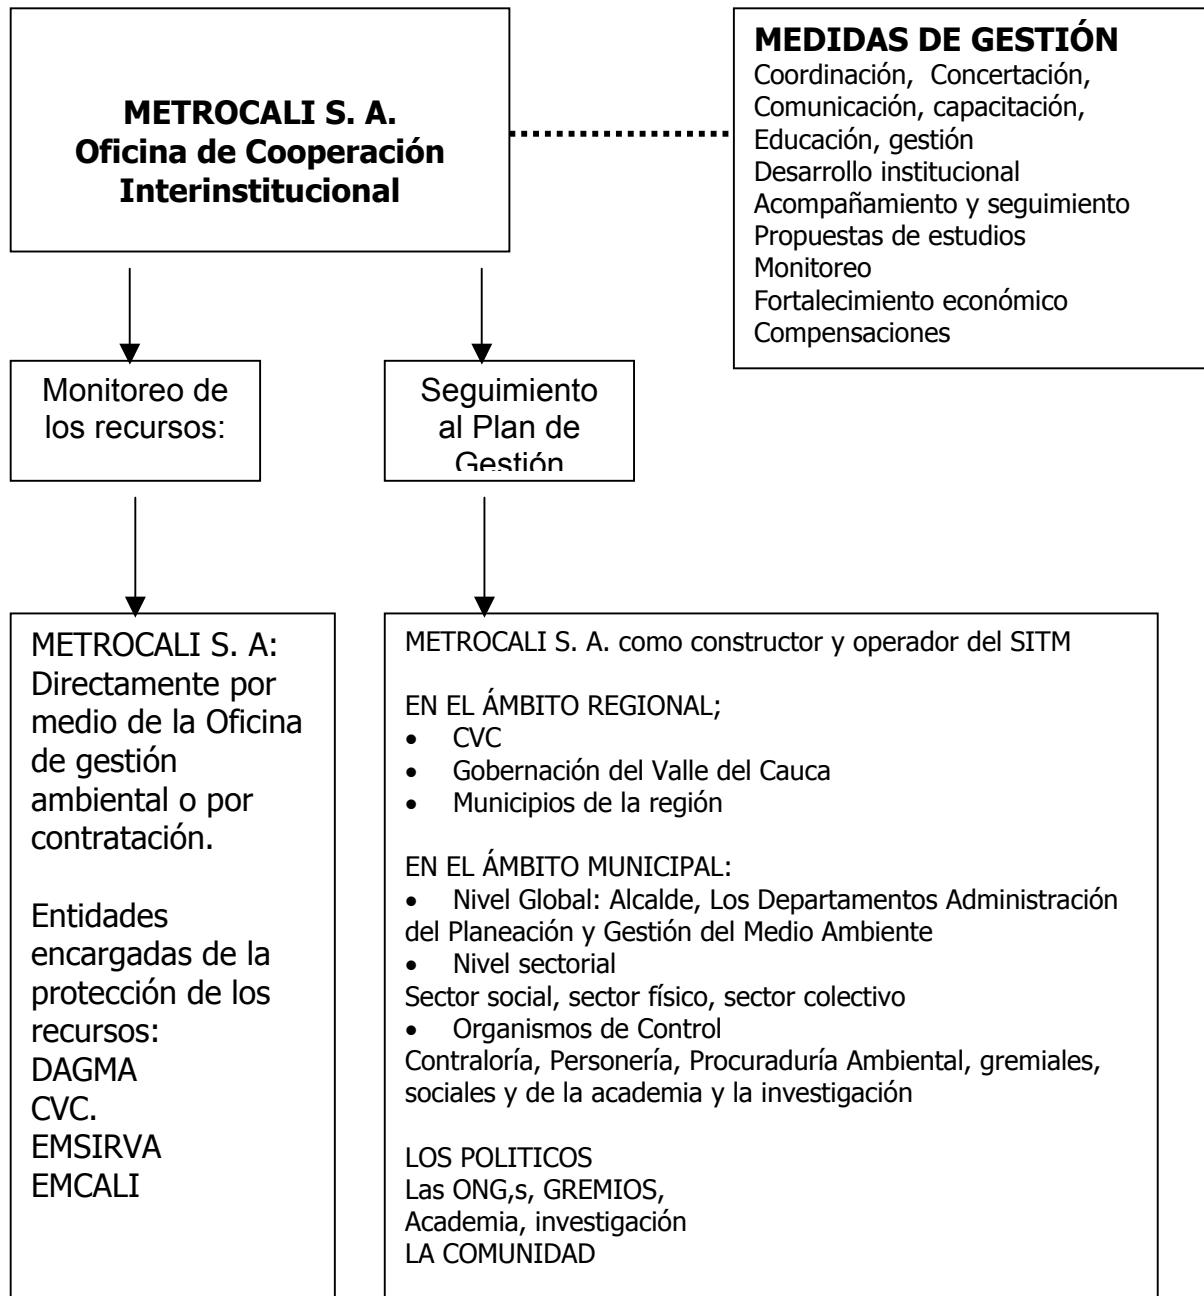 METROCALI S. A.
Oficina de Cooperación
Interinstitucional
MEDIDAS DE GESTIÓN
Coordinación, Concertación,
Comunicación, capacitación,
Educación, gestión
Desarrollo institucional
Acompañamiento y seguimiento
Propuestas de estudios
Monitoreo
Fortalecimiento económico
Compensaciones
Monitoreo de
los recursos:
Seguimiento
al Plan de
Gestión
METROCALI S. A:
Directamente por
medio de la Oficina
de gestión
ambiental o por
contratación.
Entidades
encargadas de la
protección de los
recursos:
DAGMA
CVC.
EMSIRVA
EMCALI
METROCALI S. A. como constructor y operador del SITM
EN EL ÁMBITO REGIONAL;
• CVC
• Gobernación del Valle del Cauca
• Municipios de la región
EN EL ÁMBITO MUNICIPAL:
• Nivel Global: Alcalde, Los Departamentos Administración
del Planeación y Gestión del Medio Ambiente
• Nivel sectorial
Sector social, sector físico, sector colectivo
• Organismos de Control
Contraloría, Personería, Procuraduría Ambiental, gremiales,
sociales y de la academia y la investigación
LOS POLITICOS
Las ONG,s, GREMIOS,
Academia, investigación
LA COMUNIDAD